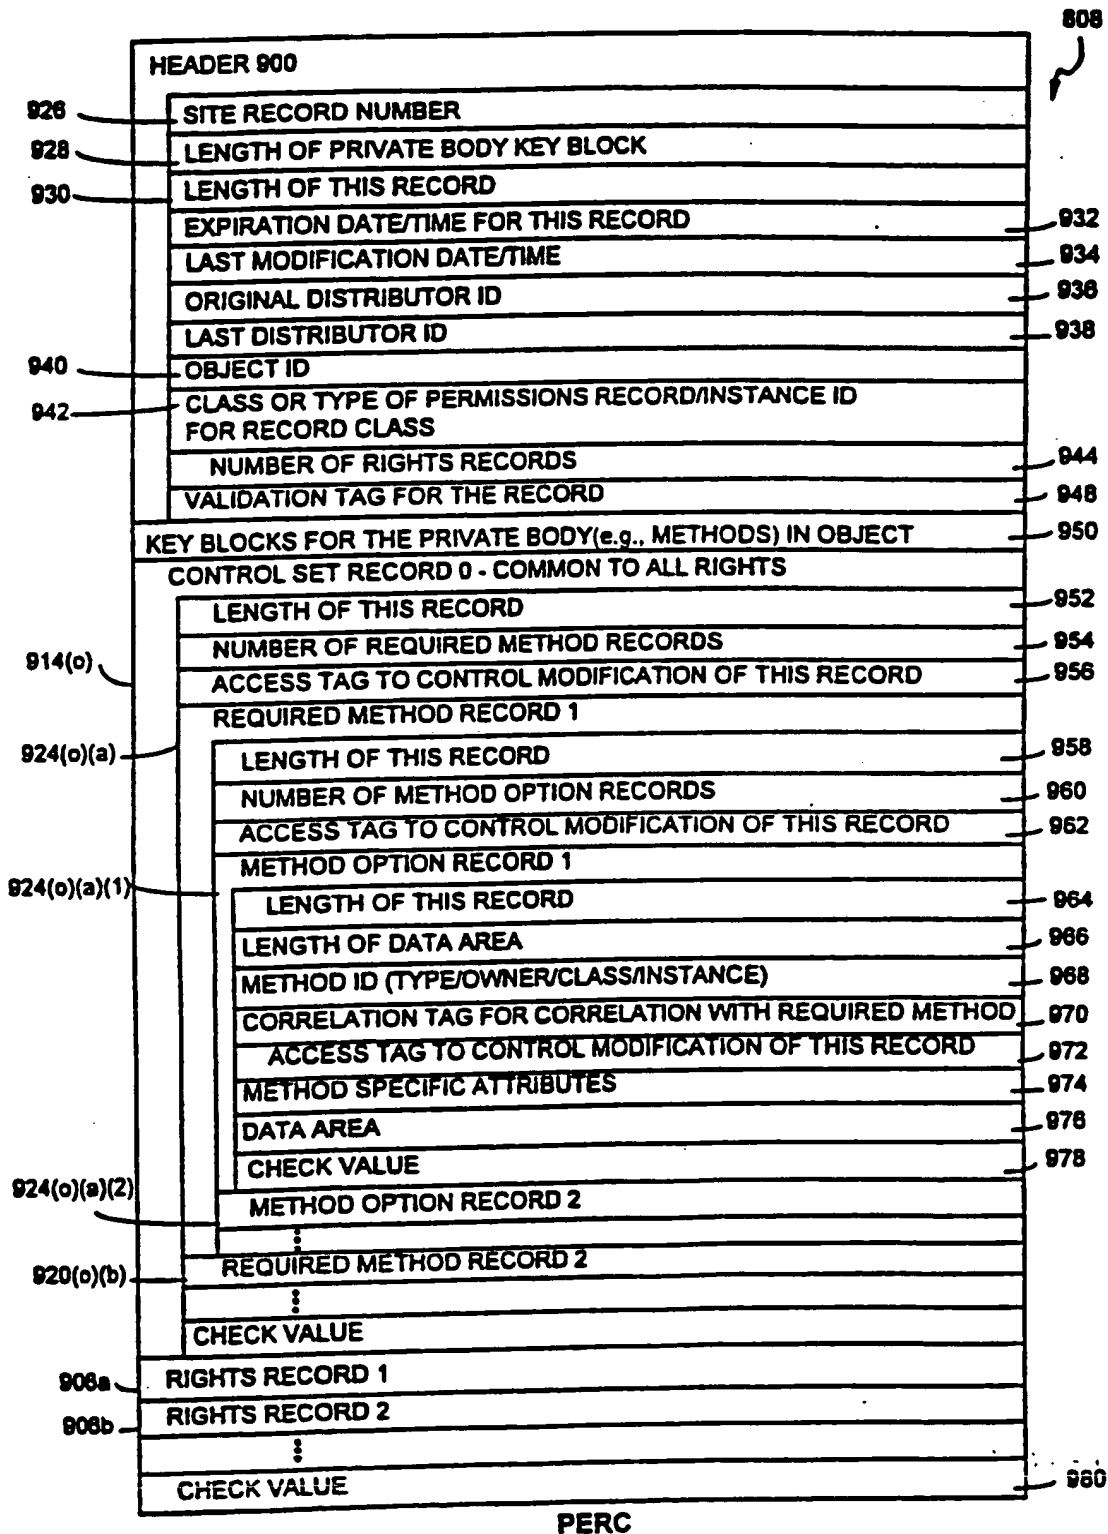 808
HEADER 900
926 SITE RECORD NUMBER
928 LENGTH OF PRIVATE BODY KEY BLOCK
930 LENGTH OF THIS RECORD
EXPIRATION DATE/TIME FOR THIS RECORD 932
LAST MODIFICATION DATE/TIME 934
ORIGINAL DISTRIBUTOR ID 936
LAST DISTRIBUTOR ID 938
940 OBJECT ID
942 CLASS OR TYPE OF PERMISSIONS RECORD/INSTANCE ID
FOR RECORD CLASS
NUMBER OF RIGHTS RECORDS 944
VALIDATION TAG FOR THE RECORD 948
KEY BLOCKS FOR THE PRIVATE BODY(e.g., METHODS) IN OBJECT 950
CONTROL SET RECORD 0 - COMMON TO ALL RIGHTS
LENGTH OF THIS RECORD 952
NUMBER OF REQUIRED METHOD RECORDS 954
914(o) ACCESS TAG TO CONTROL MODIFICATION OF THIS RECORD 956
REQUIRED METHOD RECORD 1
924(o)(a) LENGTH OF THIS RECORD 958
NUMBER OF METHOD OPTION RECORDS 960
ACCESS TAG TO CONTROL MODIFICATION OF THIS RECORD 962
METHOD OPTION RECORD 1
924(o)(a)(1) LENGTH OF THIS RECORD 964
LENGTH OF DATA AREA 966
METHOD ID (TYPE/OWNER/CLASS/INSTANCE) 968
CORRELATION TAG FOR CORRELATION WITH REQUIRED METHOD 970
ACCESS TAG TO CONTROL MODIFICATION OF THIS RECORD 972
METHOD SPECIFIC ATTRIBUTES 974
DATA AREA 976
CHECK VALUE 978
924(o)(a)(2) METHOD OPTION RECORD 2
920(o)(b) REQUIRED METHOD RECORD 2
CHECK VALUE
906a RIGHTS RECORD 1
906b RIGHTS RECORD 2
CHECK VALUE 980
PERC